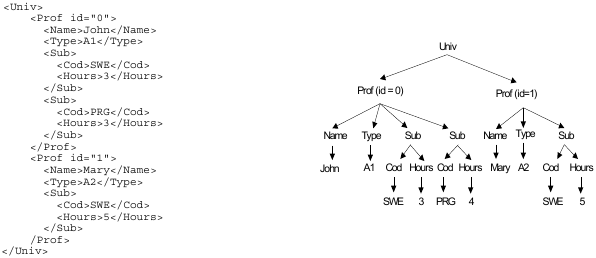 <Univ>
<Prof id="0">
<Name>John</Name>
<Type>A1</Type>
<Sub>
<Cod>SWE</Cod>
<Hours>3</Hours>
</Sub>
<Sub>
<Cod>PRG</Cod>
<Hours>3</Hours>
</Sub>
</Prof>
<Prof id="1">
<Name>Mary</Name>
<Type>A2</Type>
<Sub>
<Cod>SWE</Cod>
<Hours>5</Hours>
</Sub>
/Prof>
</Univ>
Univ
Prof (id = 0) Prof (id=1)
Name Type Sub Sub Name Type Sub
John A1 Cod Hours Cod Hours Mary A2 Cod Hours
SWE 3 PRG 4 SWE 5